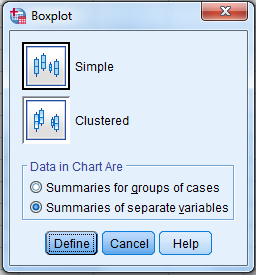 Boxplot
Simple
Clustered
Data in Chart Are
Summaries for groups of cases
Summaries of separate variables
Define Cancel Help